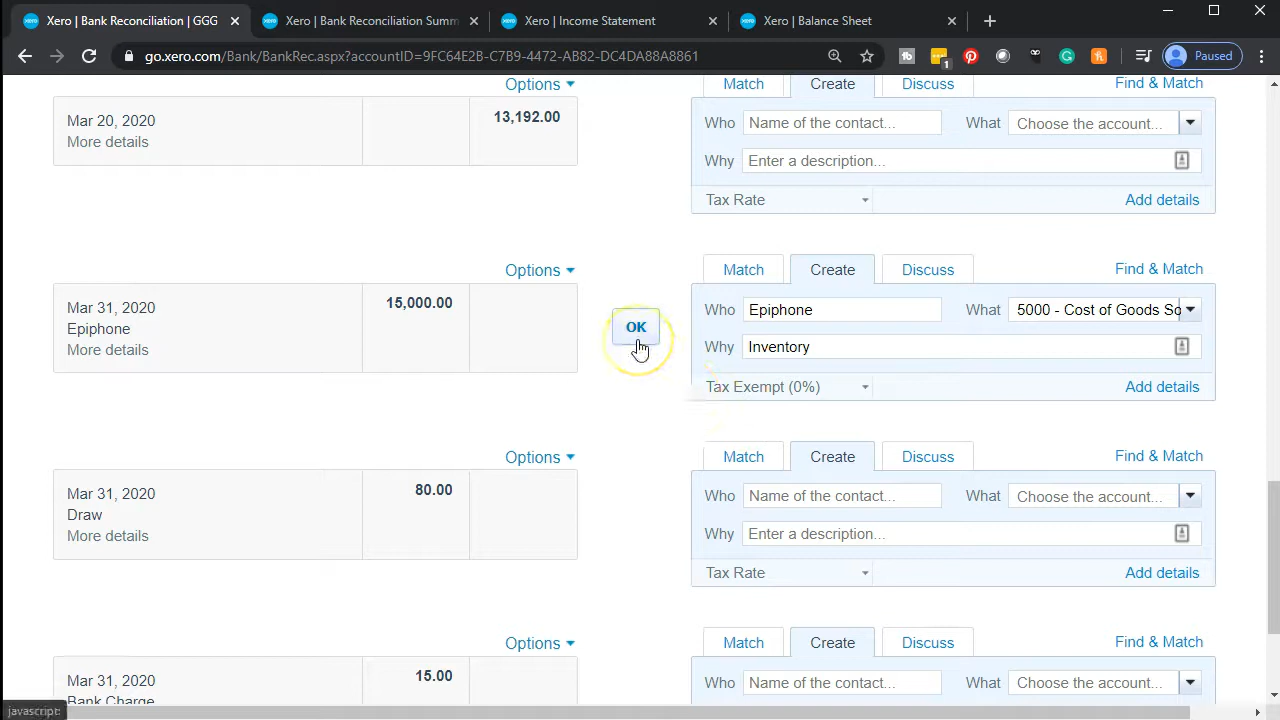 Xero | Bank Reconciliation | GGG
Xero | Bank Reconciliation Summ
Xero | Income Statement
Xero | Balance Sheet
go.xero.com/Bank/BankRec.aspx?accountID=9FC64E2B-C7B9-4472-AB82-DC4DA88A8861
1
Paused
Options
Match
Create
Discuss
Find & Match
Mar 20, 2020
More details
13,192.00
Who Name of the contact...
What Choose the account...
Why Enter a description...
Tax Rate
Add details
Options
Match
Create
Discuss
Find & Match
Mar 31, 2020
Epiphone
More details
15,000.00
OK
Who Epiphone
What 5000 - Cost of Goods So
Why Inventory
Tax Exempt (0%)
Add details
Options
Match
Create
Discuss
Find & Match
Mar 31, 2020
Draw
More details
80.00
Who Name of the contact...
What Choose the account...
Why Enter a description...
Tax Rate
Add details
Options
Match
Create
Discuss
Find & Match
Mar 31, 2020
Bank Charge
15.00
Who Name of the contact...
What Choose the account...
javascript: